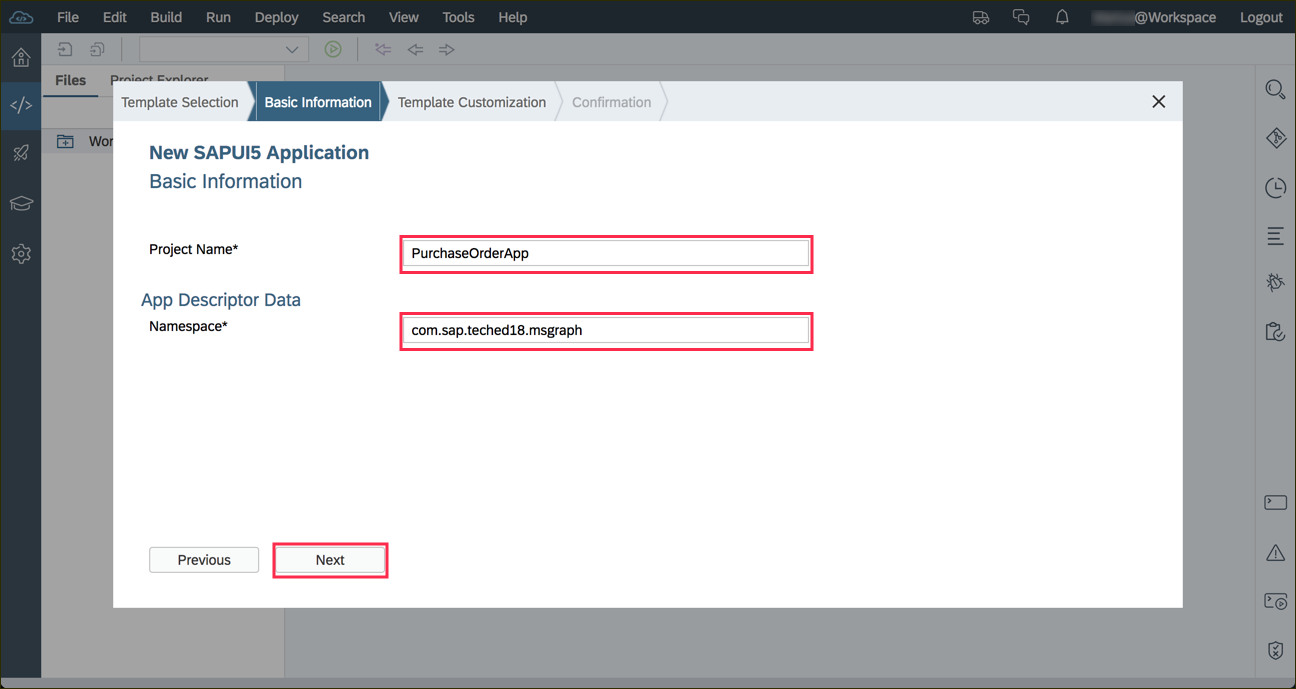 File Edit Build Run Deploy Search View Tools Help @Workspace Logout
Files Project Explorer
Template Selection Basic Information Template Customization Confirmation
Wor
New SAPUI5 Application
Basic Information
Project Name* PurchaseOrderApp
App Descriptor Data
Namespace* com.sap.teched18.msgraph
Previous Next